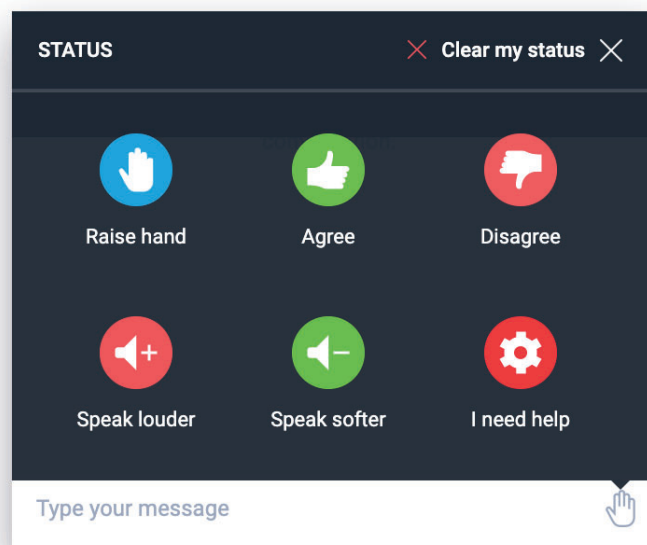 STATUS Clear my status
Raise hand Agree Disagree
Speak louder Speak softer I need help
Type your message